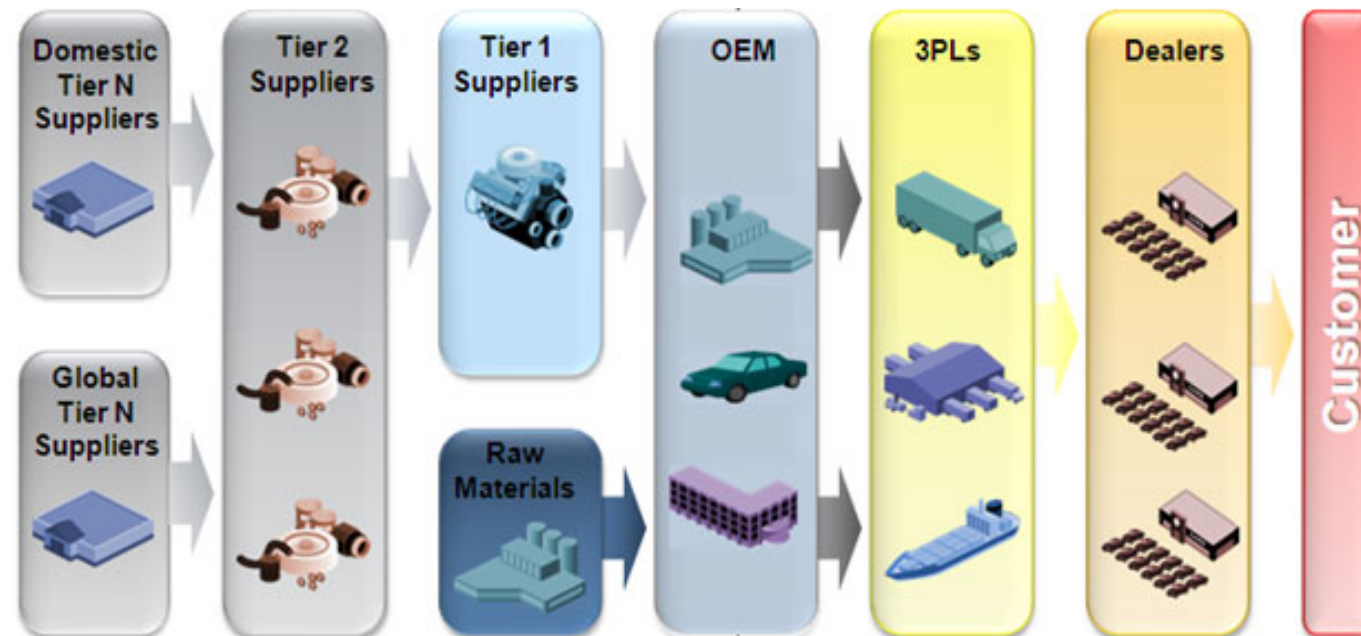 Domestic
Tier N
Suppliers
Global
Tier N
Suppliers
Tier 2
Suppliers
Tier 1
Suppliers
Raw
Materials
OEM
3PLs
Dealers
Customer